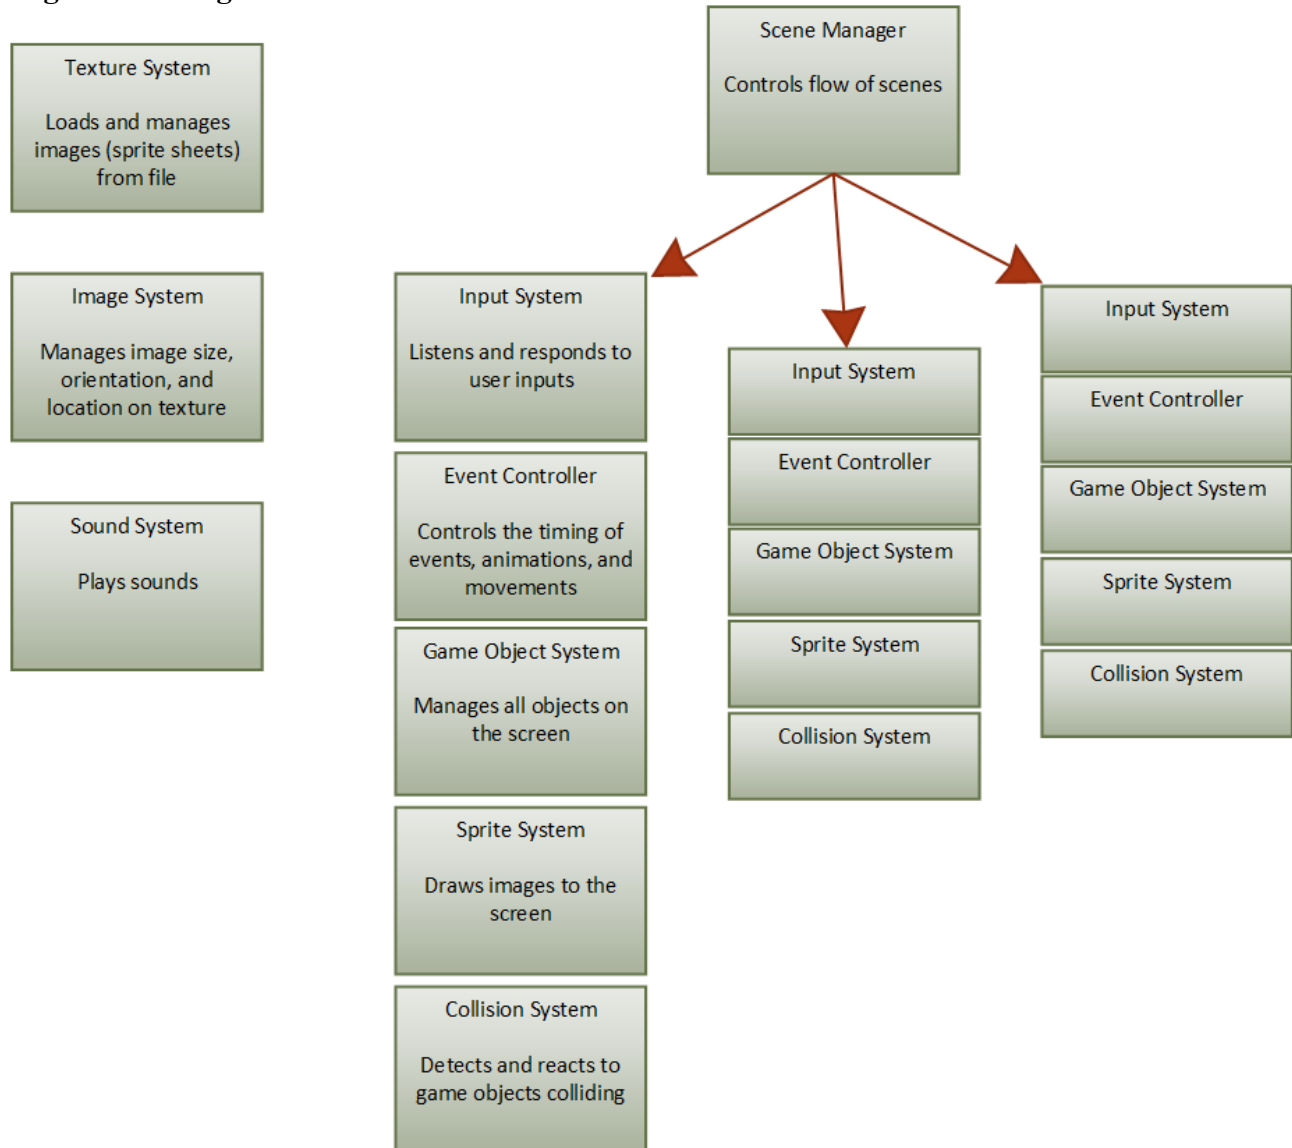 Scene Manager
Controls flow of scenes
Texture System
Loads and manages
images (sprite sheets)
from file
Image System
Manages image size,
orientation, and
location on texture
Sound System
Plays sounds
Input System
Listens and responds to
user inputs
Event Controller
Controls the timing of
events, animations, and
movements
Game Object System
Manages all objects on
the screen
Sprite System
Draws images to the
screen
Collision System
Detects and reacts to
game objects colliding
Input System
Event Controller
Game Object System
Sprite System
Collision System
Input System
Event Controller
Game Object System
Sprite System
Collision System